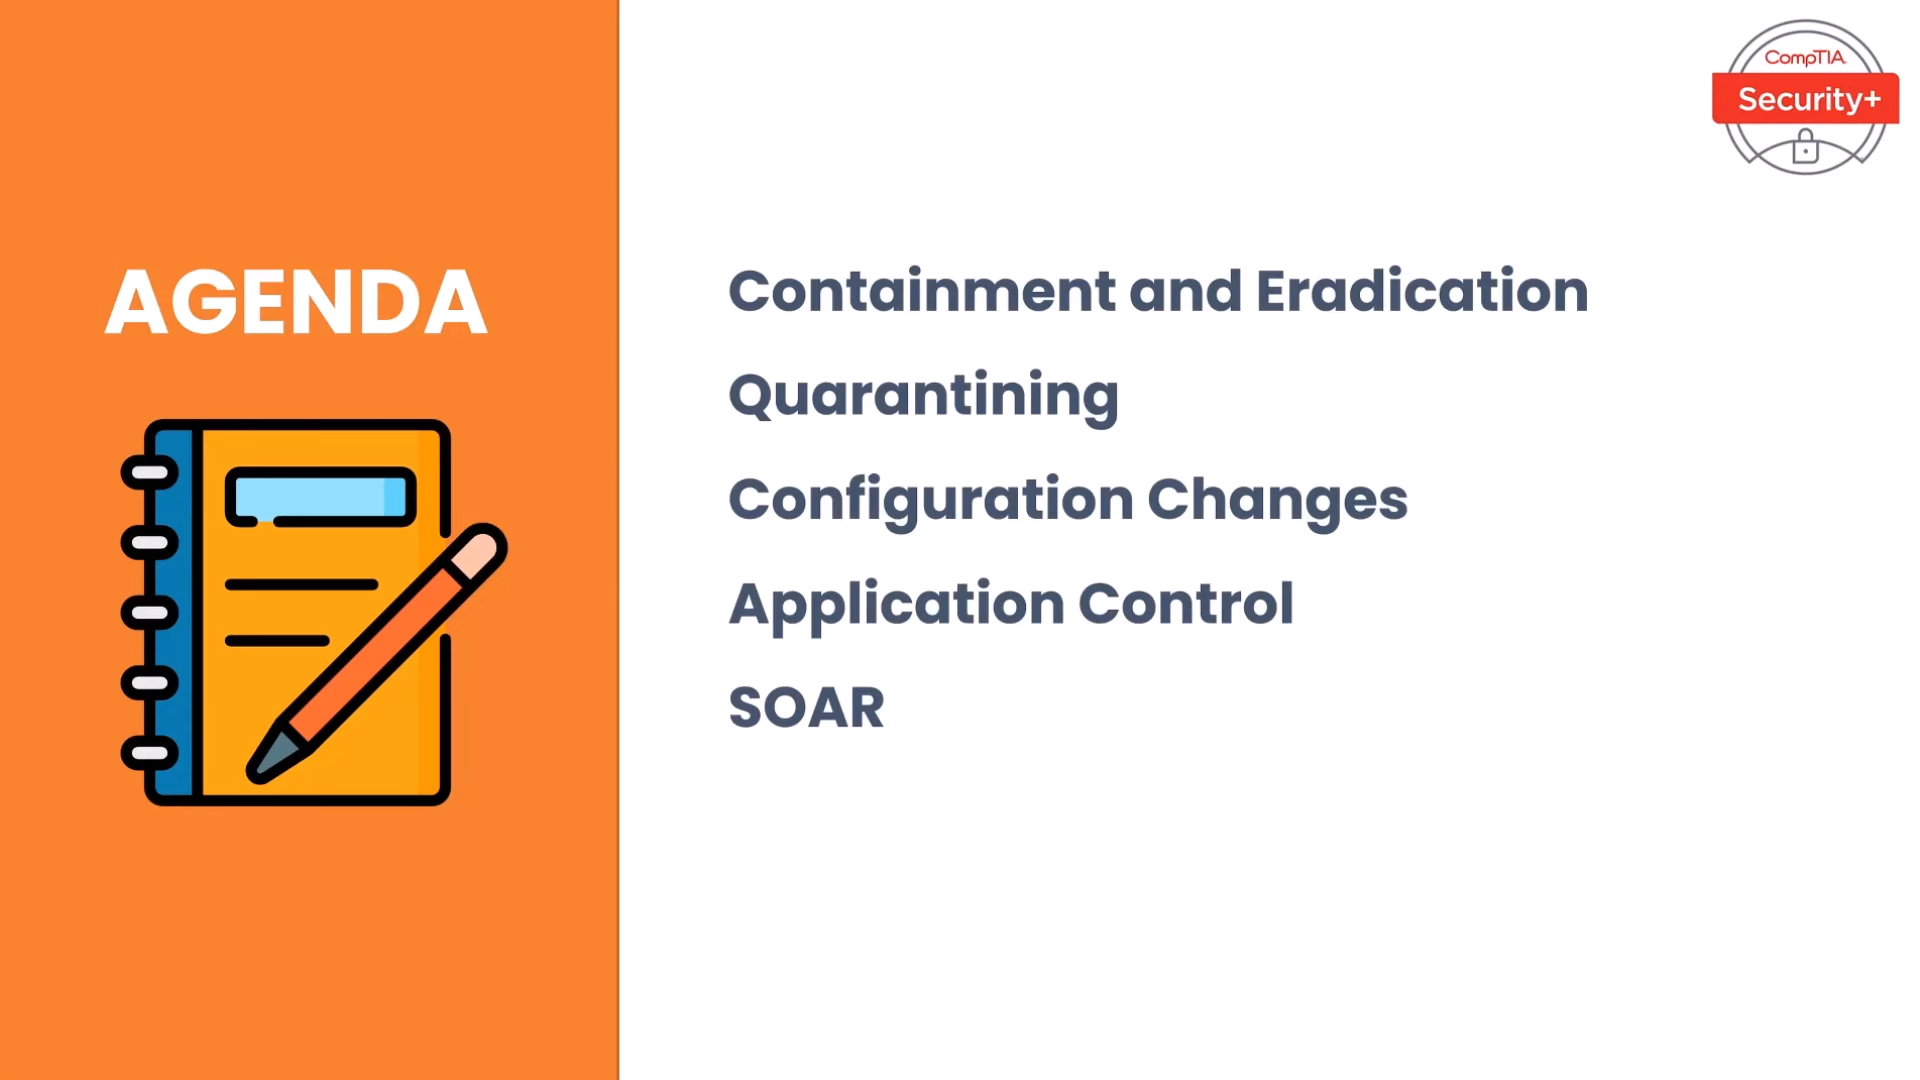 AGENDA
Containment and Eradication
Quarantining
Configuration Changes
Application Control
SOAR
CompTIA.
Security+